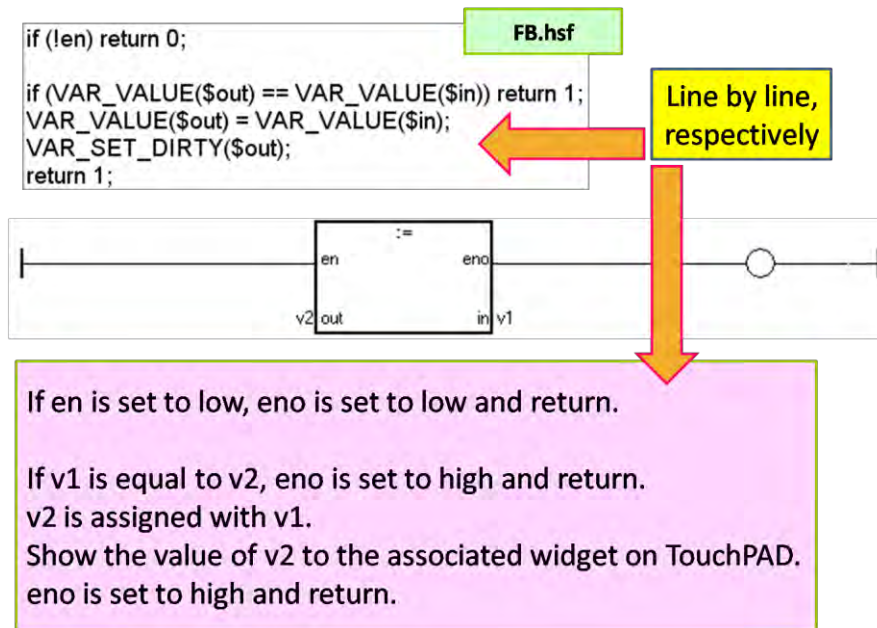 if (!en) return 0;
FB.hsf
if (VAR_VALUE($out) == VAR_VALUE($in)) return 1;
VAR_VALUE($out) = VAR_VALUE($in);
VAR_SET_DIRTY($out);
return 1;
Line by line,
respectively
:=
en eno
v2 out in v1
If en is set to low, eno is set to low and return.
If v1 is equal to v2, eno is set to high and return.
v2 is assigned with v1.
Show the value of v2 to the associated widget on TouchPAD.
eno is set to high and return.